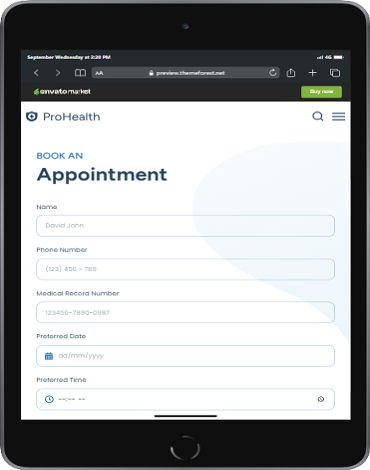 September Wednesday at 2:39 PM
4G
AA
preview.themeforest.net
envato market
Buy now
ProHealth
BOOK AN
Appointment
Name
David John
Phone Number
(123) 456 - 789
Medical Record Number
123456-7890-0987
Preferred Date
dd/mm/yyyy
Preferred Time
--:-- --